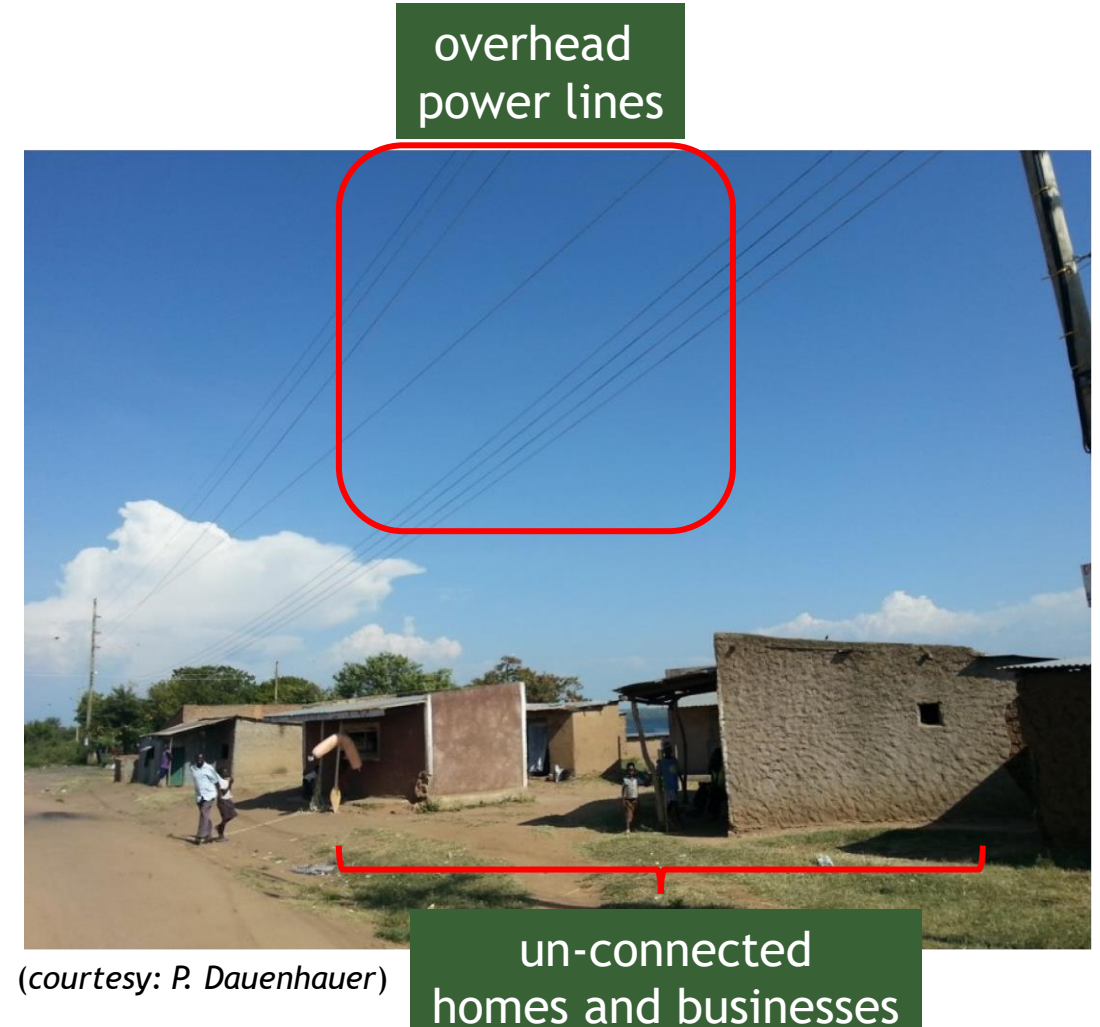 overhead
power lines
(courtesy: P. Dauenhauer)
un-connected
homes and businesses